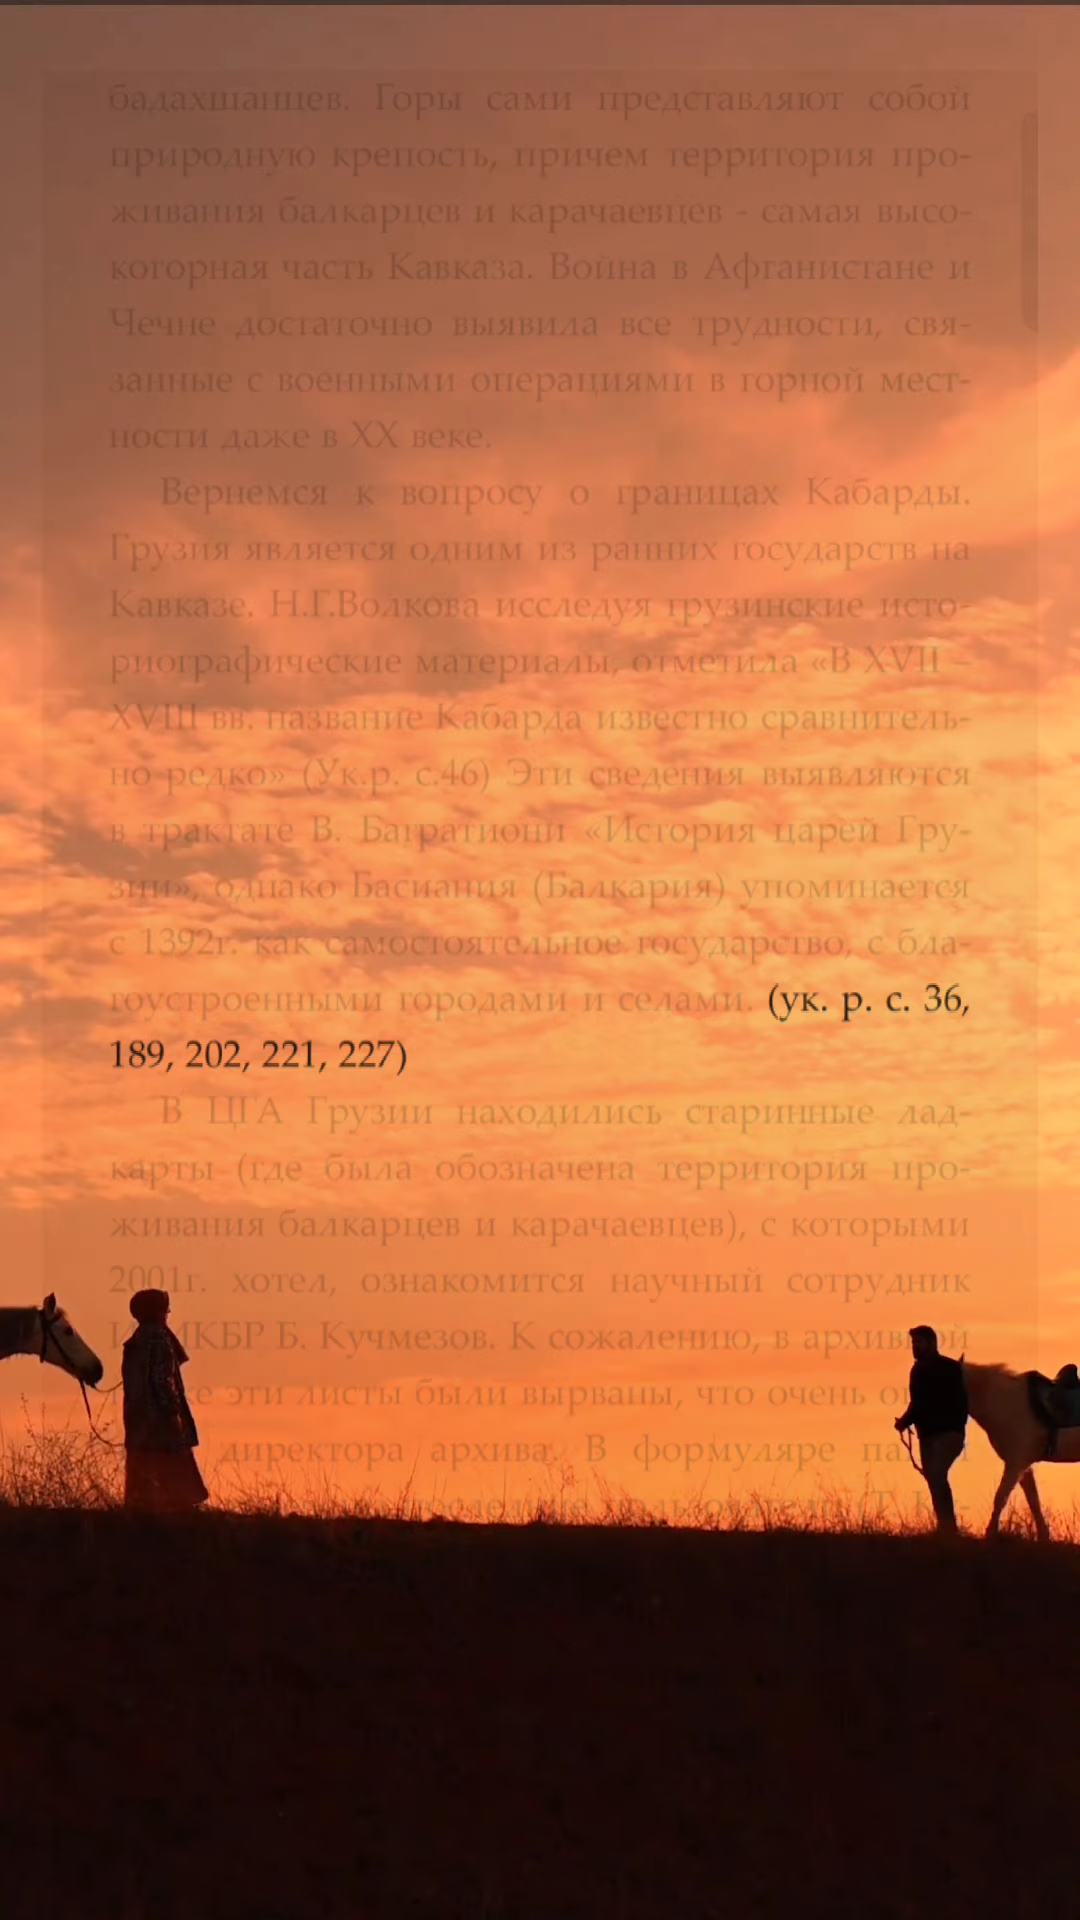 бадахшанцев. Горы сами представляют собой
природную крепость, причем территория про-
живания балкарцев и карачаевцев - самая высо-
когорная часть Кавказа. Война в Афганистане и
Чечне достаточно выявила все трудности, свя-
занные с военными операциями в горной мест-
ности даже в XX веке.
Вернемся к вопросу о границах Кабарды.
Грузия является одним из ранних государств на
Кавказе. Н.Г.Волкова исследуя грузинские исто-
риографические материалы, отметила «В XVII –
XVIII вв. название Кабарда известно сравнитель-
но редко» (Ук.р. с.46) Эти сведения выявляются
в трактате В. Багратиони «История царей Гру-
зии», однако Басиания (Балкария) упоминается
с 1392г. как самостоятельное государство, с бла-
гоустроенными городами и селами. (ук. р. с. 36,
189, 202, 221, 227)
В ЦГА Грузии находились старинные лад-
карты (где была обозначена территория про-
живания балкарцев и карачаевцев), с которыми
2001г. хотел, ознакомится научный сотрудник
КБР Б. Кучмезов. К сожалению, в архивной
эти листы были вырваны, что очень
директора архива. В формуляре
последние пользователи (Т.